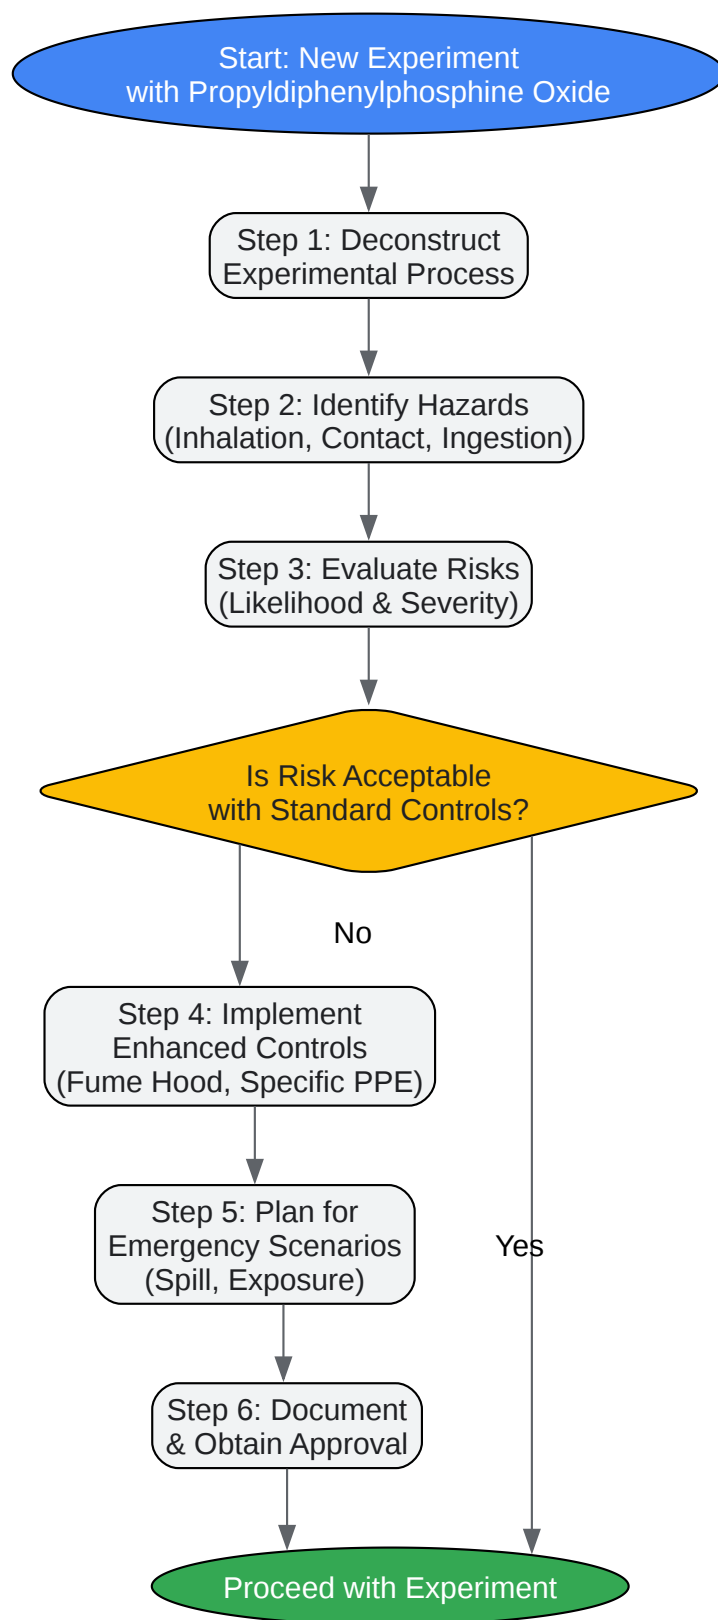 Start: New Experiment
with Propyldiphenylphosphine Oxide
Step 1: Deconstruct
Experimental Process
Step 2: Identify Hazards
(Inhalation, Contact, Ingestion)
Step 3: Evaluate Risks
(Likelihood & Severity)
Is Risk Acceptable
with Standard Controls?
No
Step 4: Implement
Enhanced Controls
(Fume Hood, Specific PPE)
Step 5: Plan for
Emergency Scenarios
(Spill, Exposure)
Yes
Step 6: Document
& Obtain Approval
Proceed with Experiment